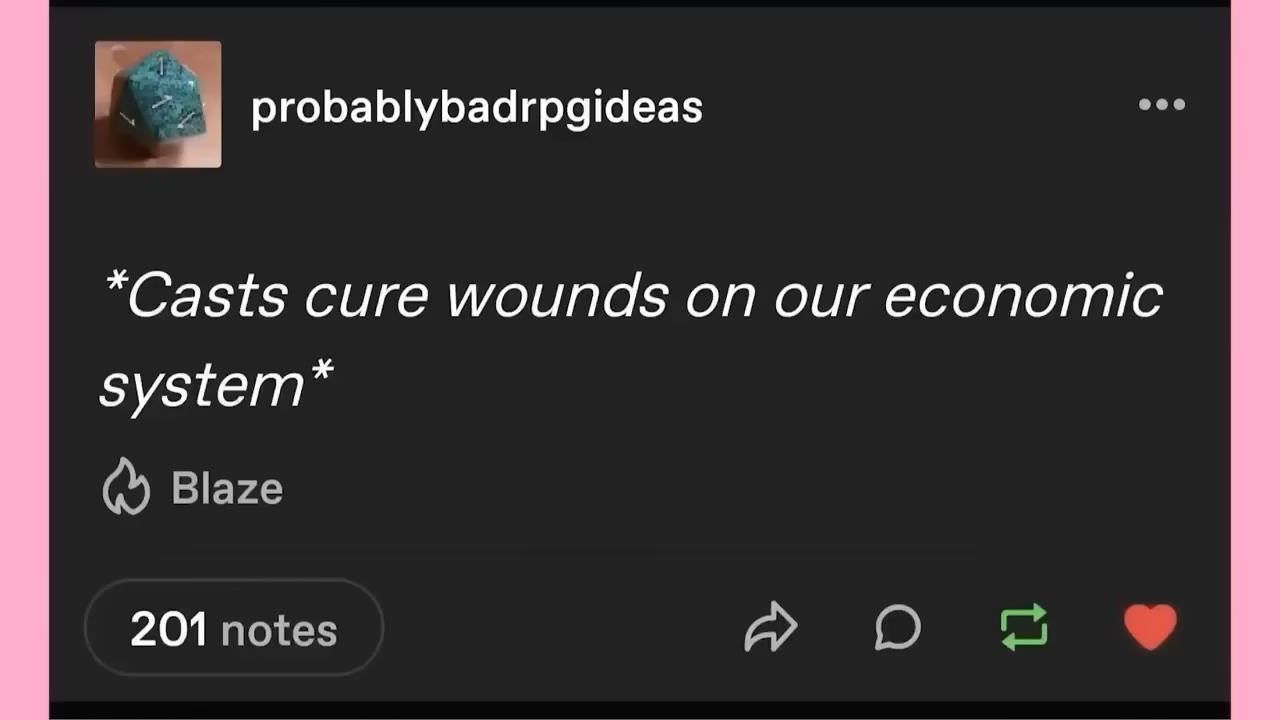 probablybadrpgideas
*Casts cure wounds on our economic
system*
Blaze
201 notes